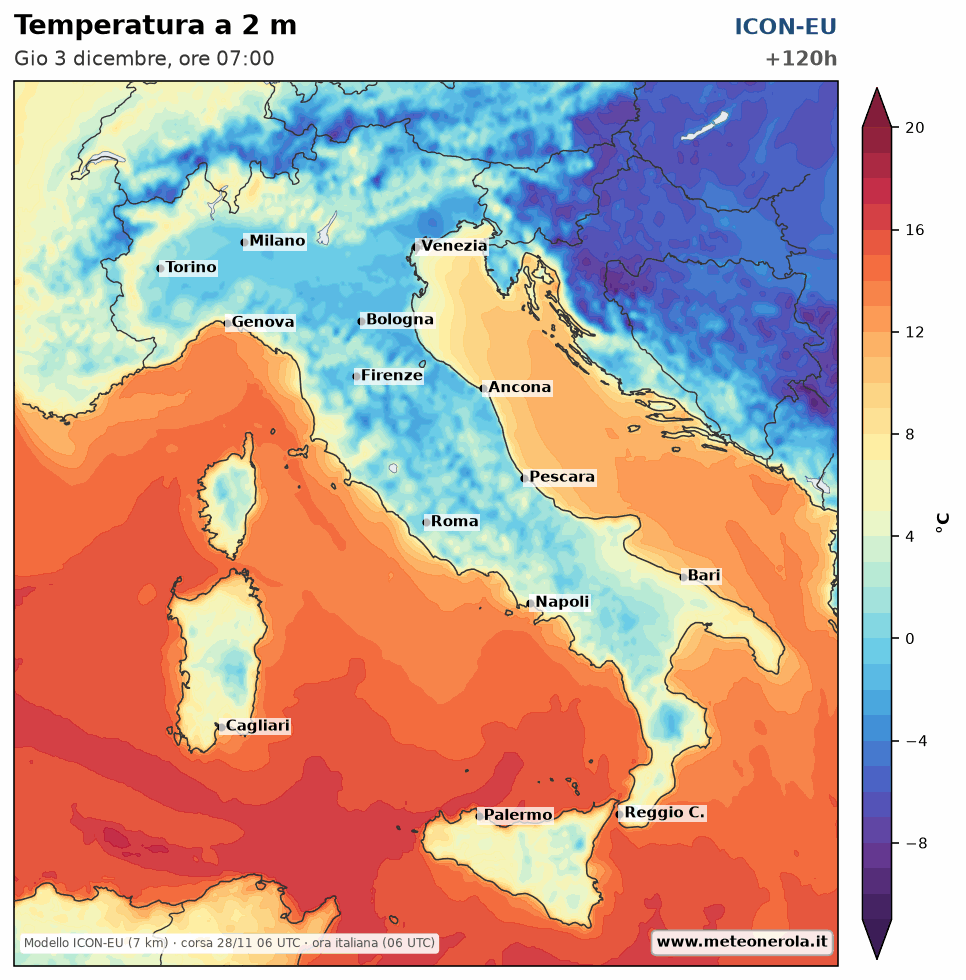 Temperatura a 2 m
ICON-EU
Gio 3 dicembre, ore 07:00
+120h
Milano
Venezia
Torino
Genova
Bologna
Firenze
Ancona
Pescara
Roma
Bari
Napoli
Cagliari
Palermo
Reggio C.
20
16
12
8
4
0
−4
−8
°C
Modello ICON-EU (7 km) · corsa 28/11 06 UTC · ora italiana (06 UTC)
www.meteonerola.it